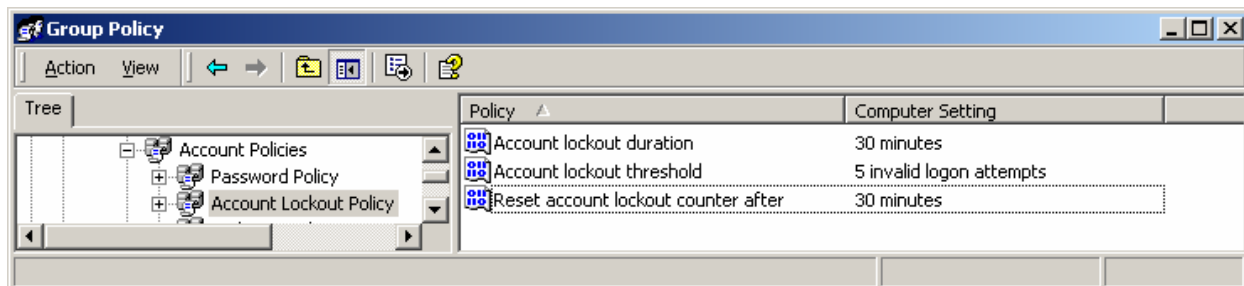 Group Policy
Action View
Tree
Policy Computer Setting
Account Policies
Password Policy
Account Lockout Policy
Account lockout duration 30 minutes
Account lockout threshold 5 invalid logon attempts
Reset account lockout counter after 30 minutes